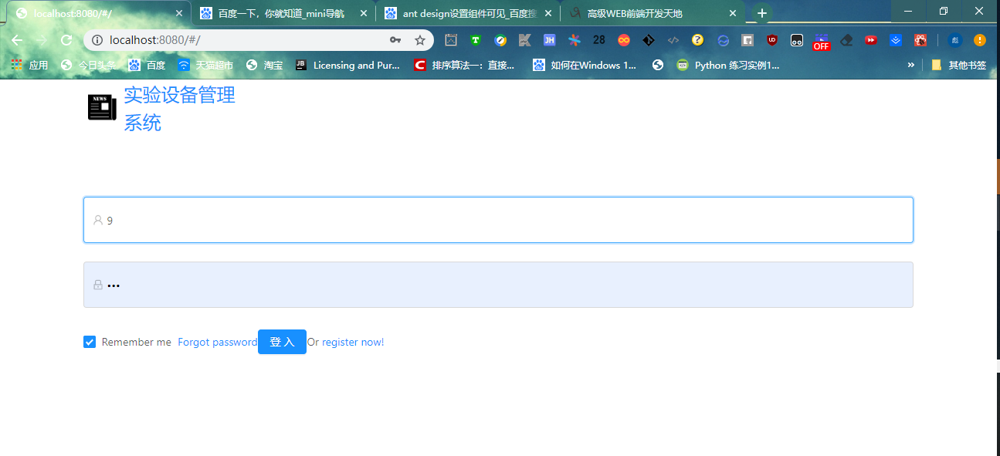 localhost:8080/#/
百度一下，你就知道_mini导航
ant design设置组件可见_百度搜
高级WEB前端开发天地
localhost:8080/#/
28
OFF
应用
今日头条
百度
天猫超市
淘宝
Licensing and Pur...
排序算法一：直接...
如何在Windows 1...
Python 练习实例1...
»
其他书签
NEWS
实验设备管理
系统
9
•••
Remember me Forgot password 登 入 Or register now!